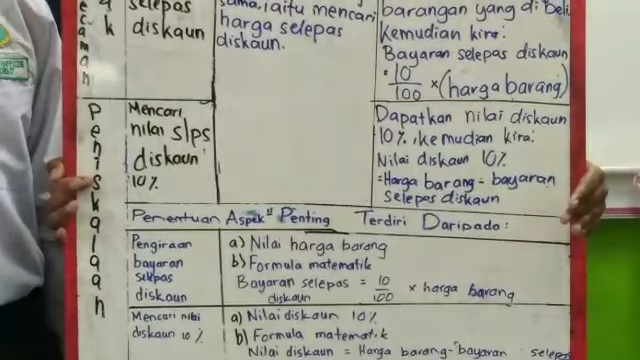 selepas
diskaun
sama, iaitu mencari
harga selepas
diskaun.
barangan yang di beli
Kemudian kira:
Bayaran selepas diskaun
= 10/100 × (harga barang)
Peniskalaan
Mencari
nilai slps
diskaun
10%
Dapatkan nilai diskaun
10%, kemudian kira:
Nilai diskaun 10%
= Harga barang - bayaran
selepas diskaun
Penentuan Aspek" Penting Terdiri Daripada:
Pengiraan
bayaran
selepas
diskaun
a) Nilai harga barang
b) Formula matematik
Bayaran selepas = 10/100 × harga barang
diskaun
Mencari nilai
diskaun 10%
a) Nilai diskaun 10%
b) Formula matematik
Nilai diskaun = Harga barang - bayaran selepas